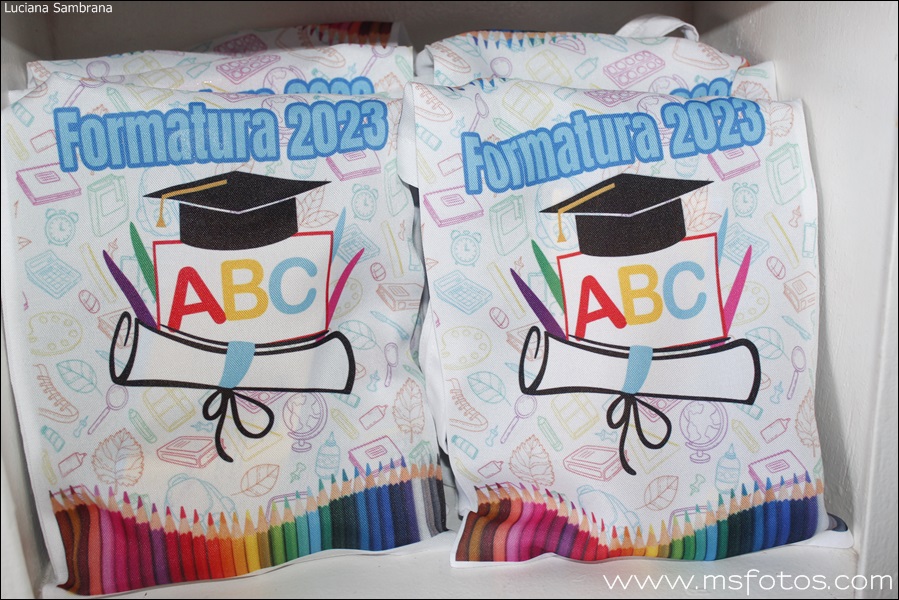 Luciana Sambrana
Formatura 2023
ABC
Formatura 2023
ABC
www.msfotos.com